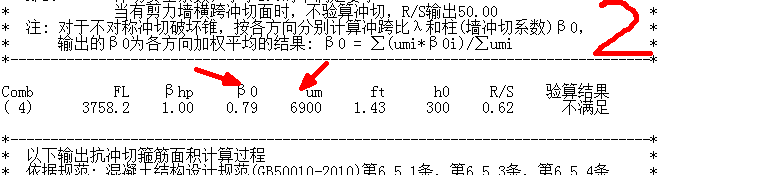 * 当有剪力墙横跨冲切面时，不验算冲切，R/S输出50.00 *
* 注: 对于不对称冲切破坏锥，按各方向分别计算冲跨比λ和柱(墙冲切系数)β0， *
* 输出的β0为各方向加权平均的结果: β0 = ∑(umi*β0i)/∑umi *
*---*
2
Comb FL βhp β0 um ft h0 R/S 验算结果
( 4) 3758.2 1.00 0.79 6900 1.43 300 0.62 不满足
*---*
* 以下输出抗冲切箍筋面积计算过程 *
* 依据规范: 混凝土结构设计规范(GB50010-2010)第6.5.1条，第6.5.3条，第6.5.4条 *